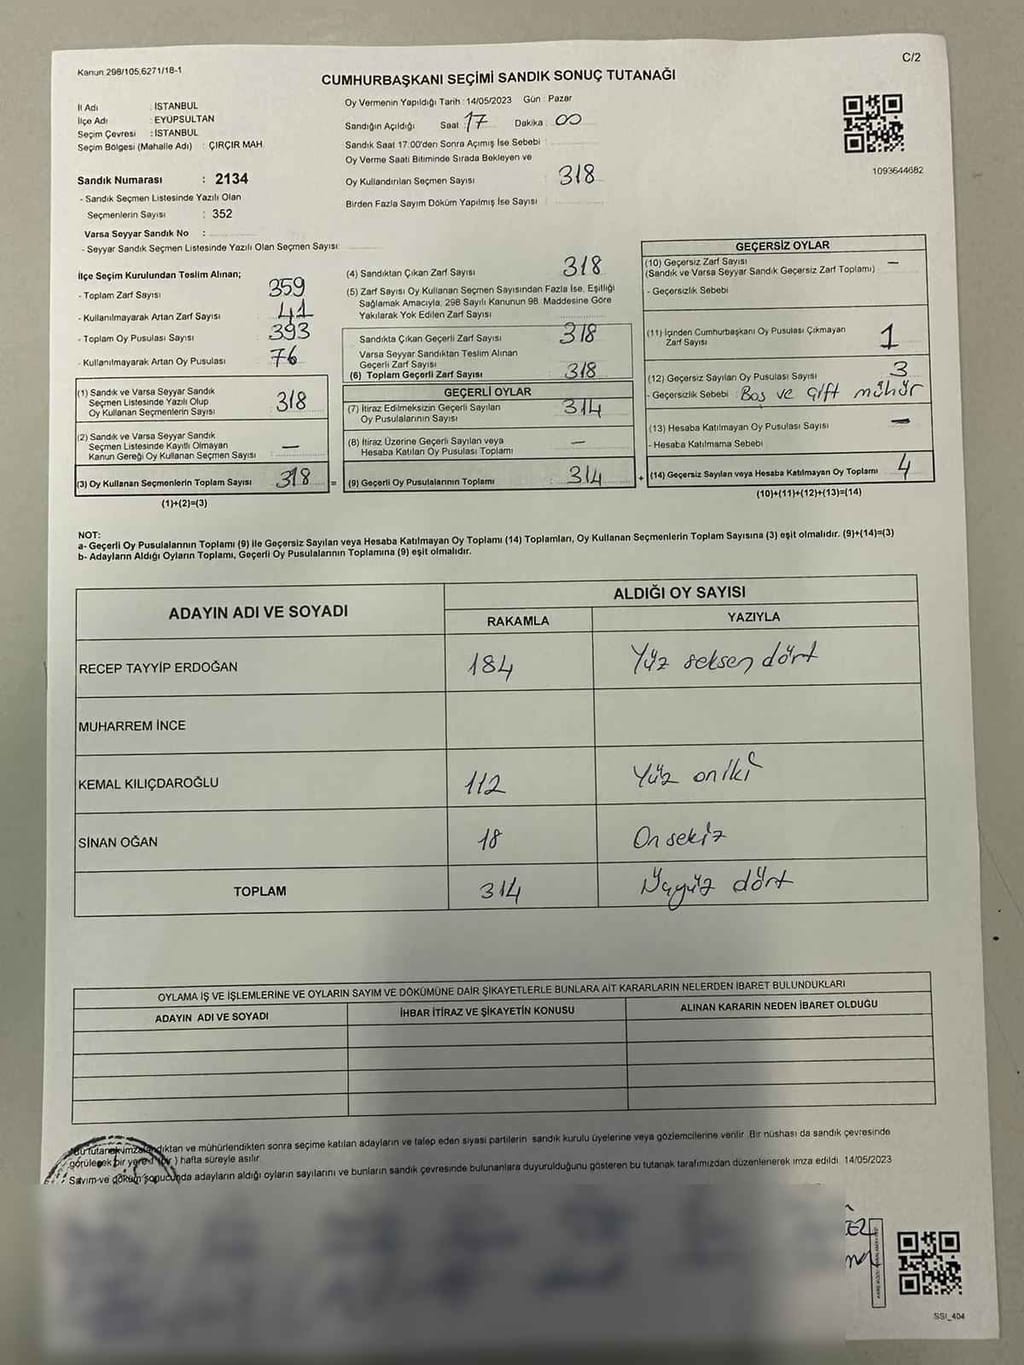 C/2
Kanun 298/105,6271/18-1
CUMHURBAŞKANI SEÇİMİ SANDIK SONUÇ TUTANAĞI
İl Adı : İSTANBUL
İlçe Adı : EYÜPSULTAN
Seçim Çevresi : İSTANBUL
Seçim Bölgesi (Mahalle Adı) : ÇIRÇIR MAH.
Sandık Numarası : 2134
- Sandık Seçmen Listesinde Yazılı Olan
Seçmenlerin Sayısı : 352
Varsa Seyyar Sandık No :
- Seyyar Sandık Seçmen Listesinde Yazılı Olan Seçmen Sayısı:
Oy Vermenin Yapıldığı Tarih : 14/05/2023 Gün : Pazar
Sandığın Açıldığı Saat : 17 Dakika : 00
Sandık Saat 17:00'den Sonra Açımış İse Sebebi :
Oy Verme Saati Bitiminde Sırada Bekleyen ve
Oy Kullandırılan Seçmen Sayısı 318
Birden Fazla Sayım Döküm Yapılmış İse Sayısı
1093644682
İlçe Seçim Kurulundan Teslim Alınan;
- Toplam Zarf Sayısı 359
- Kullanılmayarak Artan Zarf Sayısı 41
- Toplam Oy Pusulası Sayısı 393
- Kullanılmayarak Artan Oy Pusulası 76
(1) Sandık ve Varsa Seyyar Sandık
Seçmen Listesinde Yazılı Olup
Oy Kullanan Seçmenlerin Sayısı 318
(2) Sandık ve Varsa Seyyar Sandık
Seçmen Listesinde Kayıtlı Olmayan
Kanun Gereği Oy Kullanan Seçmen Sayısı —
(3) Oy Kullanan Seçmenlerin Toplam Sayısı 318 =
(1)+(2)=(3)
(4) Sandıktan Çıkan Zarf Sayısı 318
(5) Zarf Sayısı Oy Kullanan Seçmen Sayısından Fazla İse, Eşitliği
Sağlamak Amacıyla, 298 Sayılı Kanunun 98. Maddesine Göre
Yakılarak Yok Edilen Zarf Sayısı
Sandıkta Çıkan Geçerli Zarf Sayısı 318
Varsa Seyyar Sandıktan Teslim Alınan
Geçerli Zarf Sayısı
(6) Toplam Geçerli Zarf Sayısı 318
GEÇERLİ OYLAR
(7) İtiraz Edilmeksizin Geçerli Sayılan
Oy Pusulalarının Sayısı 314
(8) İtiraz Üzerine Geçerli Sayılan veya
Hesaba Katılan Oy Pusulası Toplamı —
(9) Geçerli Oy Pusulalarının Toplamı 314 +
GEÇERSİZ OYLAR
(10) Geçersiz Zarf Sayısı —
(Sandık ve Varsa Seyyar Sandık Geçersiz Zarf Toplamı)
- Geçersizlik Sebebi
(11) İçinden Cumhurbaşkanı Oy Pusulası Çıkmayan
Zarf Sayısı 1
(12) Geçersiz Sayılan Oy Pusulası Sayısı 3
- Geçersizlik Sebebi : Boş ve Çift mühür
(13) Hesaba Katılmayan Oy Pusulası Sayısı —
- Hesaba Katılmama Sebebi
(14) Geçersiz Sayılan veya Hesaba Katılmayan Oy Toplamı 4
(10)+(11)+(12)+(13)=(14)
NOT:
a- Geçerli Oy Pusulalarının Toplamı (9) ile Geçersiz Sayılan veya Hesaba Katılmayan Oy Toplamı (14) Toplamları, Oy Kullanan Seçmenlerin Toplam Sayısına (3) eşit olmalıdır. (9)+(14)=(3)
b- Adayların Aldığı Oyların Toplamı, Geçerli Oy Pusulalarının Toplamına (9) eşit olmalıdır.
ADAYIN ADI VE SOYADI ALDIĞI OY SAYISI
RAKAMLA YAZIYLA
RECEP TAYYİP ERDOĞAN 184 Yüz seksen dört
MUHARREM İNCE
KEMAL KILIÇDAROĞLU 112 Yüz oniki
SİNAN OĞAN 18 On sekiz
TOPLAM 314 Üçyüz dört
OYLAMA İŞ VE İŞLEMLERİNE VE OYLARIN SAYIM VE DÖKÜMÜNE DAİR ŞİKAYETLERLE BUNLARA AİT KARARLARIN NELERDEN İBARET BULUNDUKLARI
ADAYIN ADI VE SOYADI İHBAR İTİRAZ VE ŞİKAYETİN KONUSU ALINAN KARARIN NEDEN İBARET OLDUĞU
Bu tutanak imzalandıktan ve mühürlendikten sonra seçime katılan adayların ve talep eden siyasi partilerin sandık kurulu üyelerine veya gözlemcilerine verilir. Bir nüshası da sandık çevresinde
görülecek bir yere (bir) hafta süreyle asılır.
Sayım ve döküm sonucunda adayların aldığı oyların sayılarını ve bunların sandık çevresinde bulunanlara duyurulduğunu gösteren bu tutanak tarafımızdan düzenlenerek imza edildi. 14/05/2023
SSI_404